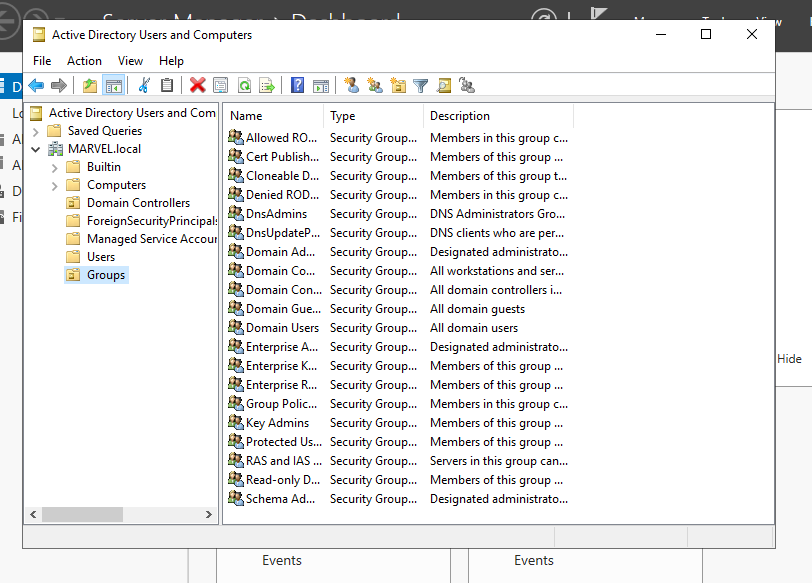 Server Manager › Dashboard
Active Directory Users and Computers
File Action View Help
Active Directory Users and Com
Saved Queries
MARVEL.local
Builtin
Computers
Domain Controllers
ForeignSecurityPrincipals
Managed Service Accour
Users
Groups
Name Type Description
Allowed RO... Security Group... Members in this group c...
Cert Publish... Security Group... Members of this group ...
Cloneable D... Security Group... Members of this group t...
Denied ROD... Security Group... Members in this group c...
DnsAdmins Security Group... DNS Administrators Gro...
DnsUpdateP... Security Group... DNS clients who are per...
Domain Ad... Security Group... Designated administrato...
Domain Co... Security Group... All workstations and ser...
Domain Con... Security Group... All domain controllers i...
Domain Gue... Security Group... All domain guests
Domain Users Security Group... All domain users
Enterprise A... Security Group... Designated administrato...
Enterprise K... Security Group... Members of this group ...
Enterprise R... Security Group... Members of this group ...
Group Polic... Security Group... Members in this group c...
Key Admins Security Group... Members of this group ...
Protected Us... Security Group... Members of this group ...
RAS and IAS ... Security Group... Servers in this group can...
Read-only D... Security Group... Members of this group ...
Schema Ad... Security Group... Designated administrato...
Hide
Events Events